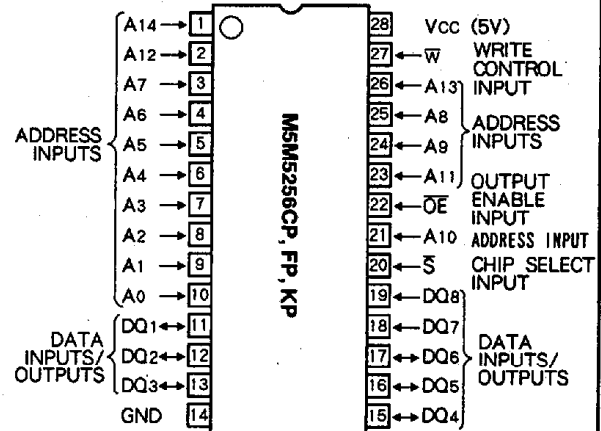 A14 1
A12 2
A7 3
A6 4
A5 5
A4 6
A3 7
A2 8
A1 9
A0 10
ADDRESS
INPUTS
DQ1 11
DQ2 12
DQ3 13
DATA
INPUTS/
OUTPUTS
GND 14
M5M5256CP, FP, KP
28 VCC (5V)
27 W WRITE
CONTROL
INPUT
26 A13
25 A8
24 A9
23 A11
ADDRESS
INPUTS
22 OE OUTPUT
ENABLE
INPUT
21 A10 ADDRESS INPUT
20 S CHIP SELECT
INPUT
19 DQ8
18 DQ7
17 DQ6
16 DQ5
15 DQ4
DATA
INPUTS/
OUTPUTS